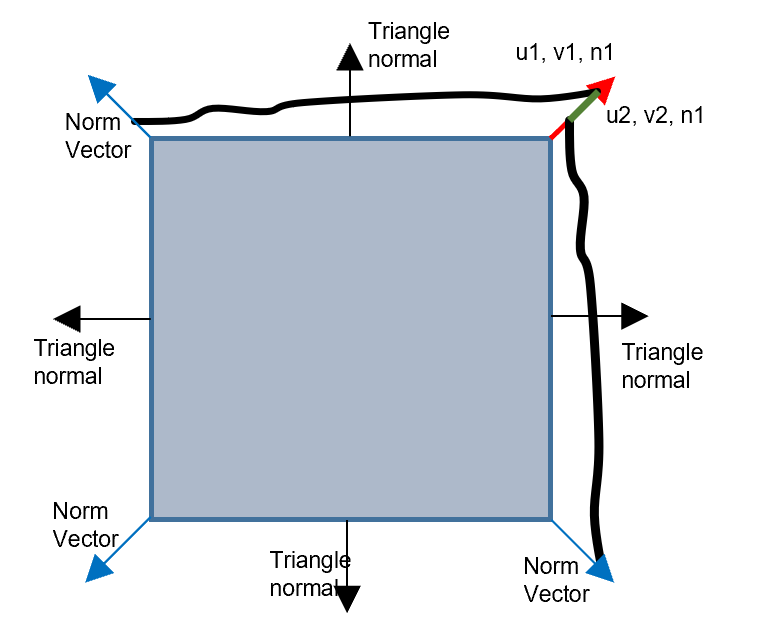 Triangle
normal
u1, v1, n1
u2, v2, n1
Norm
Vector
Triangle
normal
Triangle
normal
Norm
Vector
Triangle
normal
Norm
Vector